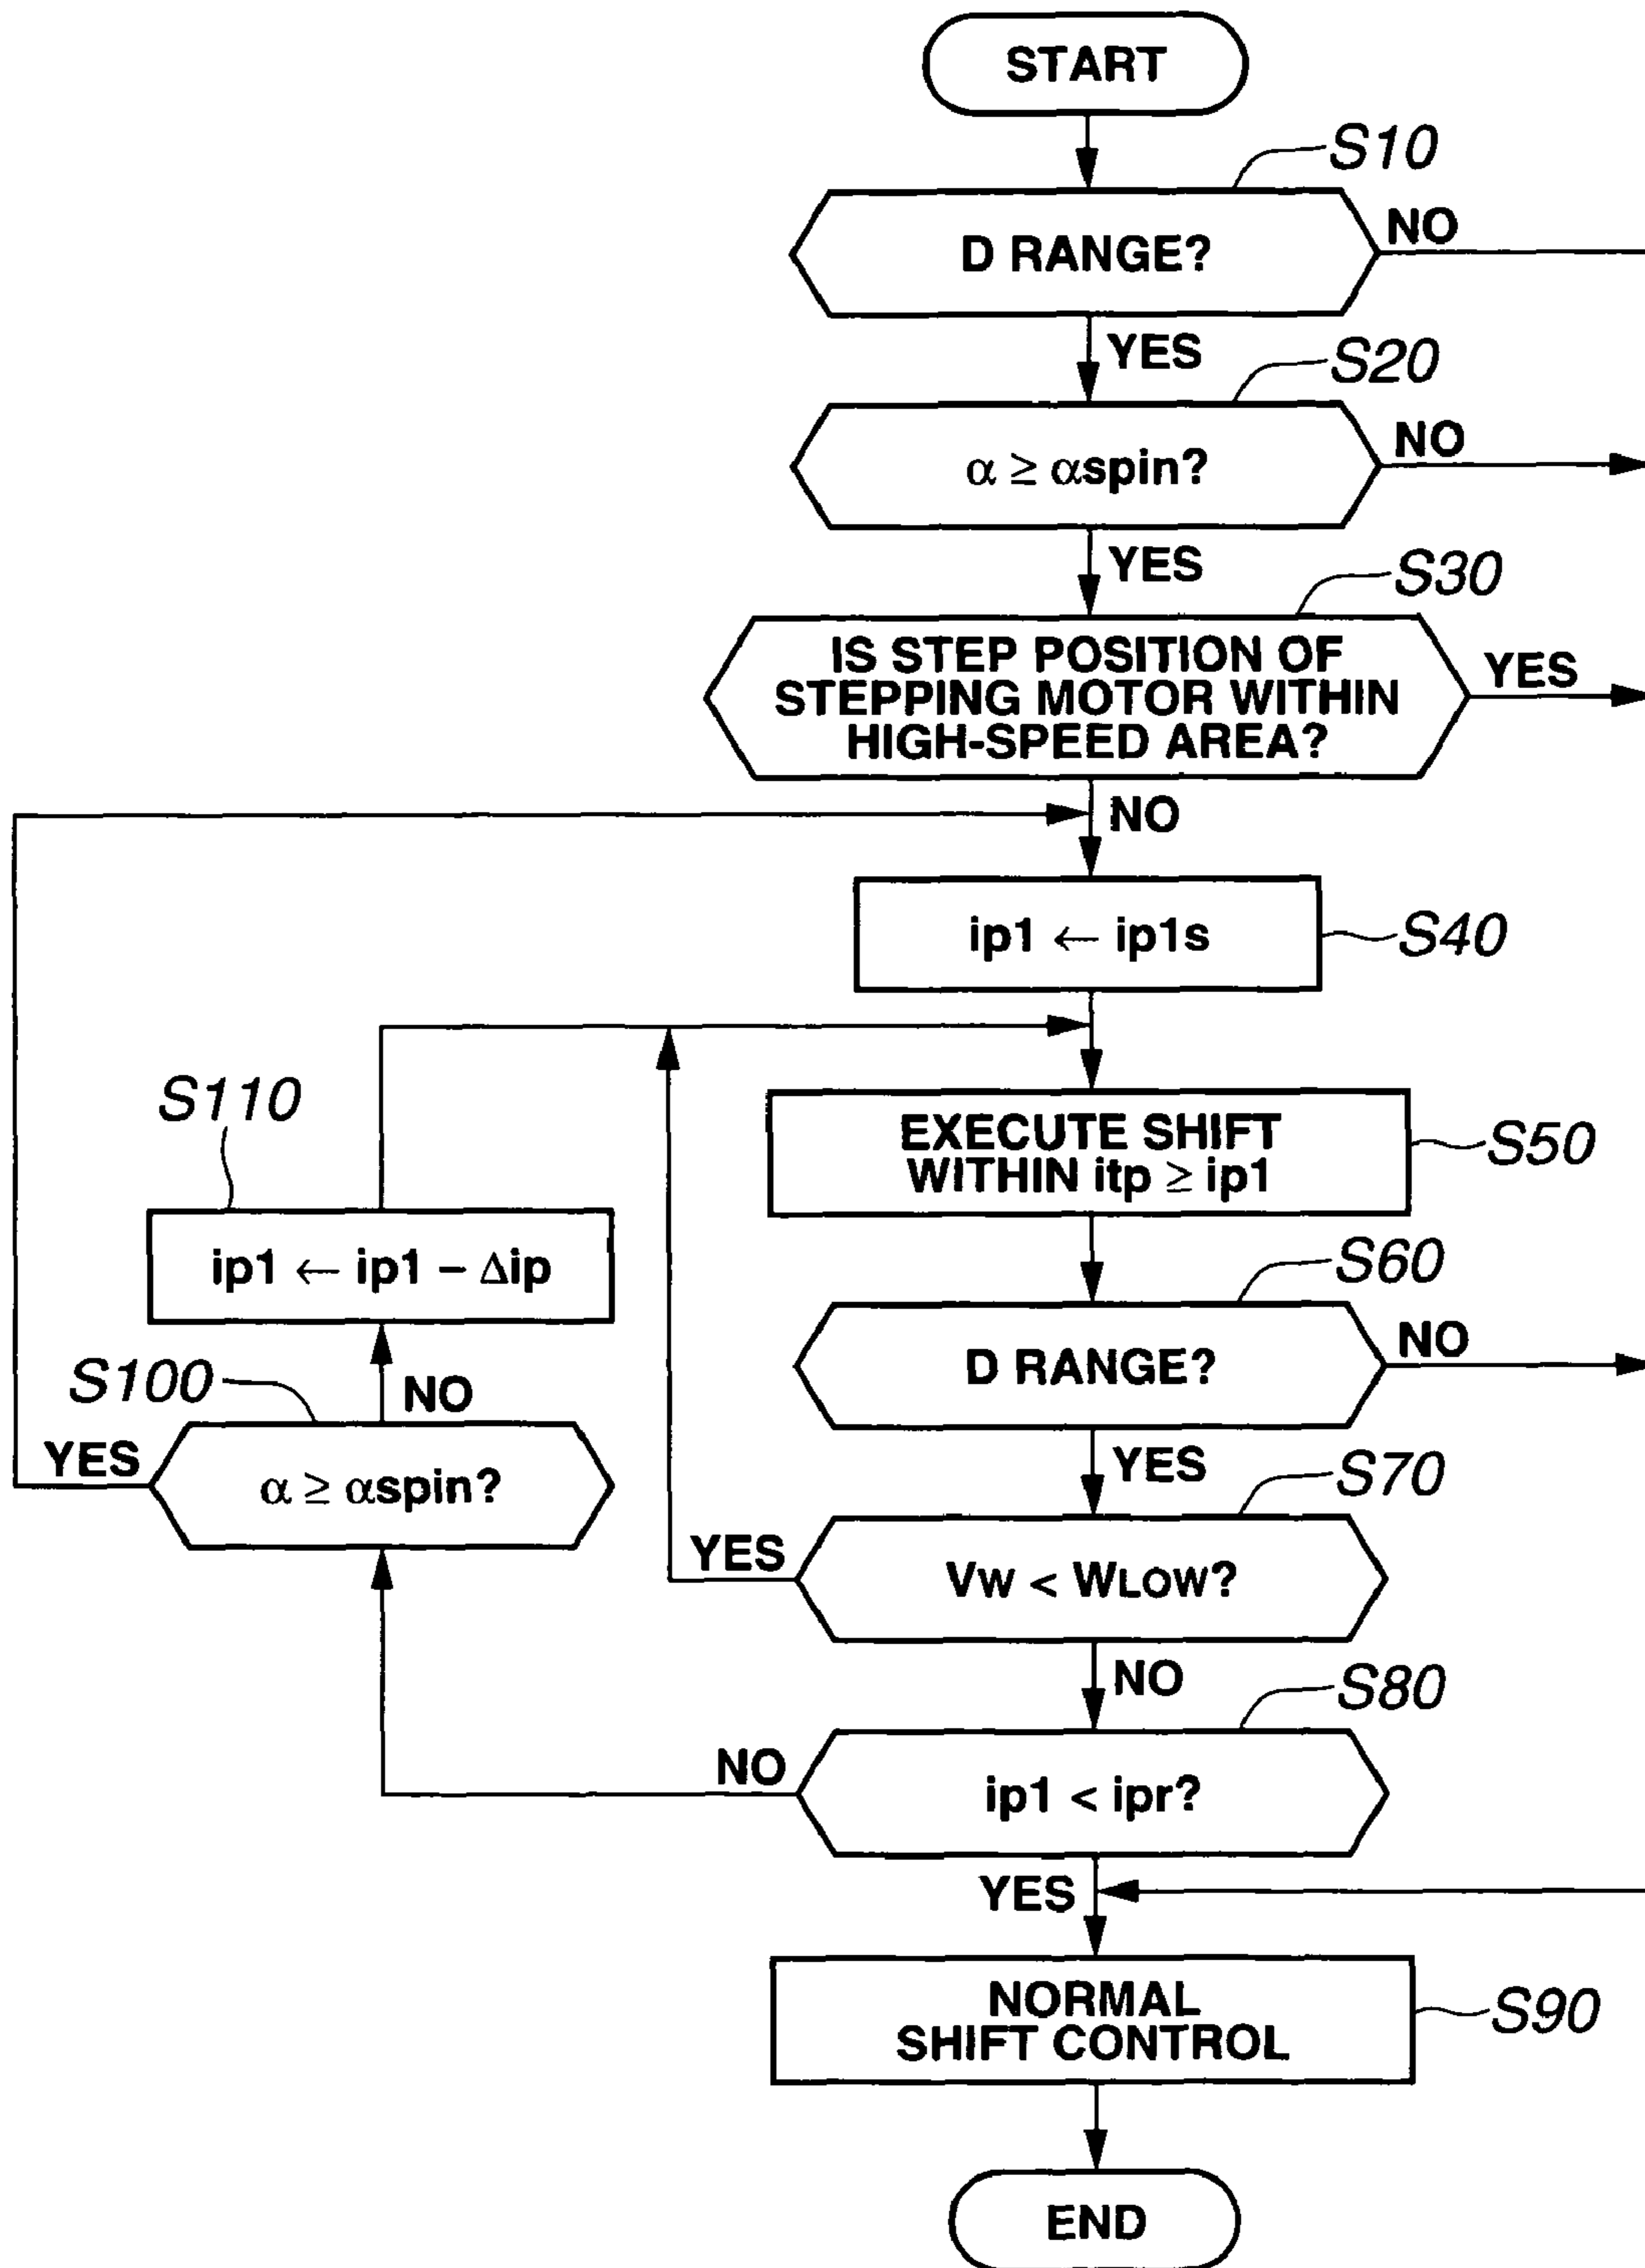 START
S10
D RANGE?
NO
YES
S20
α ≥ αspin?
NO
YES
S30
IS STEP POSITION OF
STEPPING MOTOR WITHIN
HIGH-SPEED AREA?
YES
NO
ip1 ← ip1s
S40
S110
EXECUTE SHIFT
WITHIN itp ≥ ip1
S50
ip1 ← ip1 – Δip
S60
D RANGE?
NO
S100
NO
YES
α ≥ αspin?
YES
S70
YES
VW < WLOW?
NO
S80
NO
ip1 < ipr?
YES
NORMAL
SHIFT CONTROL
S90
END